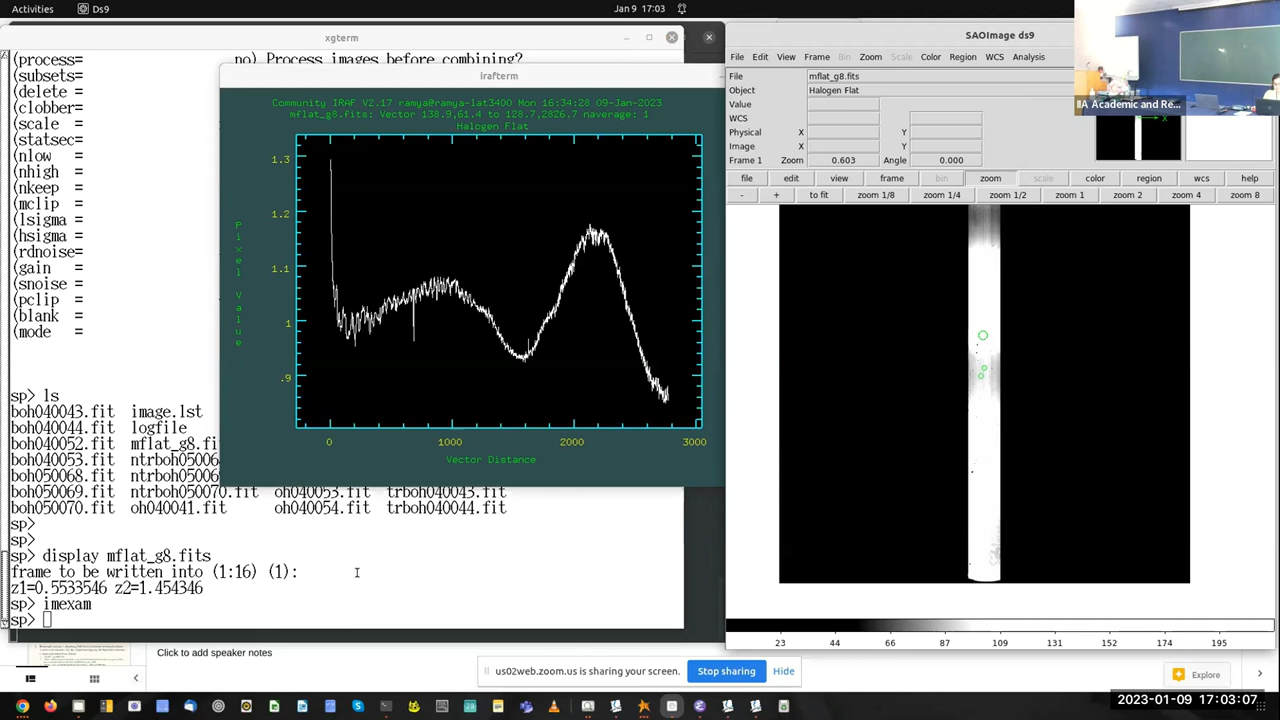 Activities Ds9 Jan 9 17:03
xgterm
(process= no) Process images before combining?
(subsets=
(delete =
(clobber=
(scale =
(statsec=
(nlow =
(nhigh =
(nkeep =
(mclip =
(lsigma =
(hsigma =
(rdnoise=
(gain =
(snoise =
(pclip =
(blank =
(mode =
sp> ls
boh040043.fit image.lst
boh040044.fit logfile
boh040052.fit mflat_g8.fi
boh040053.fit ntrboh0500
boh050068.fit ntrboh0500
boh050069.fit ntrboh050070.fit oh040053.fit trboh040043.fit
boh050070.fit oh040041.fit oh040054.fit trboh040044.fit
sp>
sp>
sp> display mflat_g8.fits
frame to be written into (1:16) (1):
z1=0.5533546 z2=1.454346
sp> imexam
sp>
irafterm
Community IRAF V2.17 ramya@ramya-lat3400 Mon 16:34:28 09-Jan-2023
mflat_g8.fits: Vector 138.9,61.4 to 128.7,2826.7 naverage: 1
Halogen Flat
Pixel Value
1.3
1.2
1.1
1
.9
0 1000 2000 3000
Vector Distance
SAOImage ds9
File Edit View Frame Bin Zoom Scale Color Region WCS Analysis
File mflat_g8.fits
Object Halogen Flat
Value
WCS
Physical X Y
Image X Y
Frame 1 Zoom 0.603 Angle 0.000
X
file edit view frame bin zoom scale color region wcs help
- + to fit zoom 1/8 zoom 1/4 zoom 1/2 zoom 1 zoom 2 zoom 4 zoom 8
23 44 66 87 109 131 152 174 195
IIA Academic and Re...
Click to add speaker notes
us02web.zoom.us is sharing your screen. Stop sharing Hide
Explore
2023-01-09 17:03:07